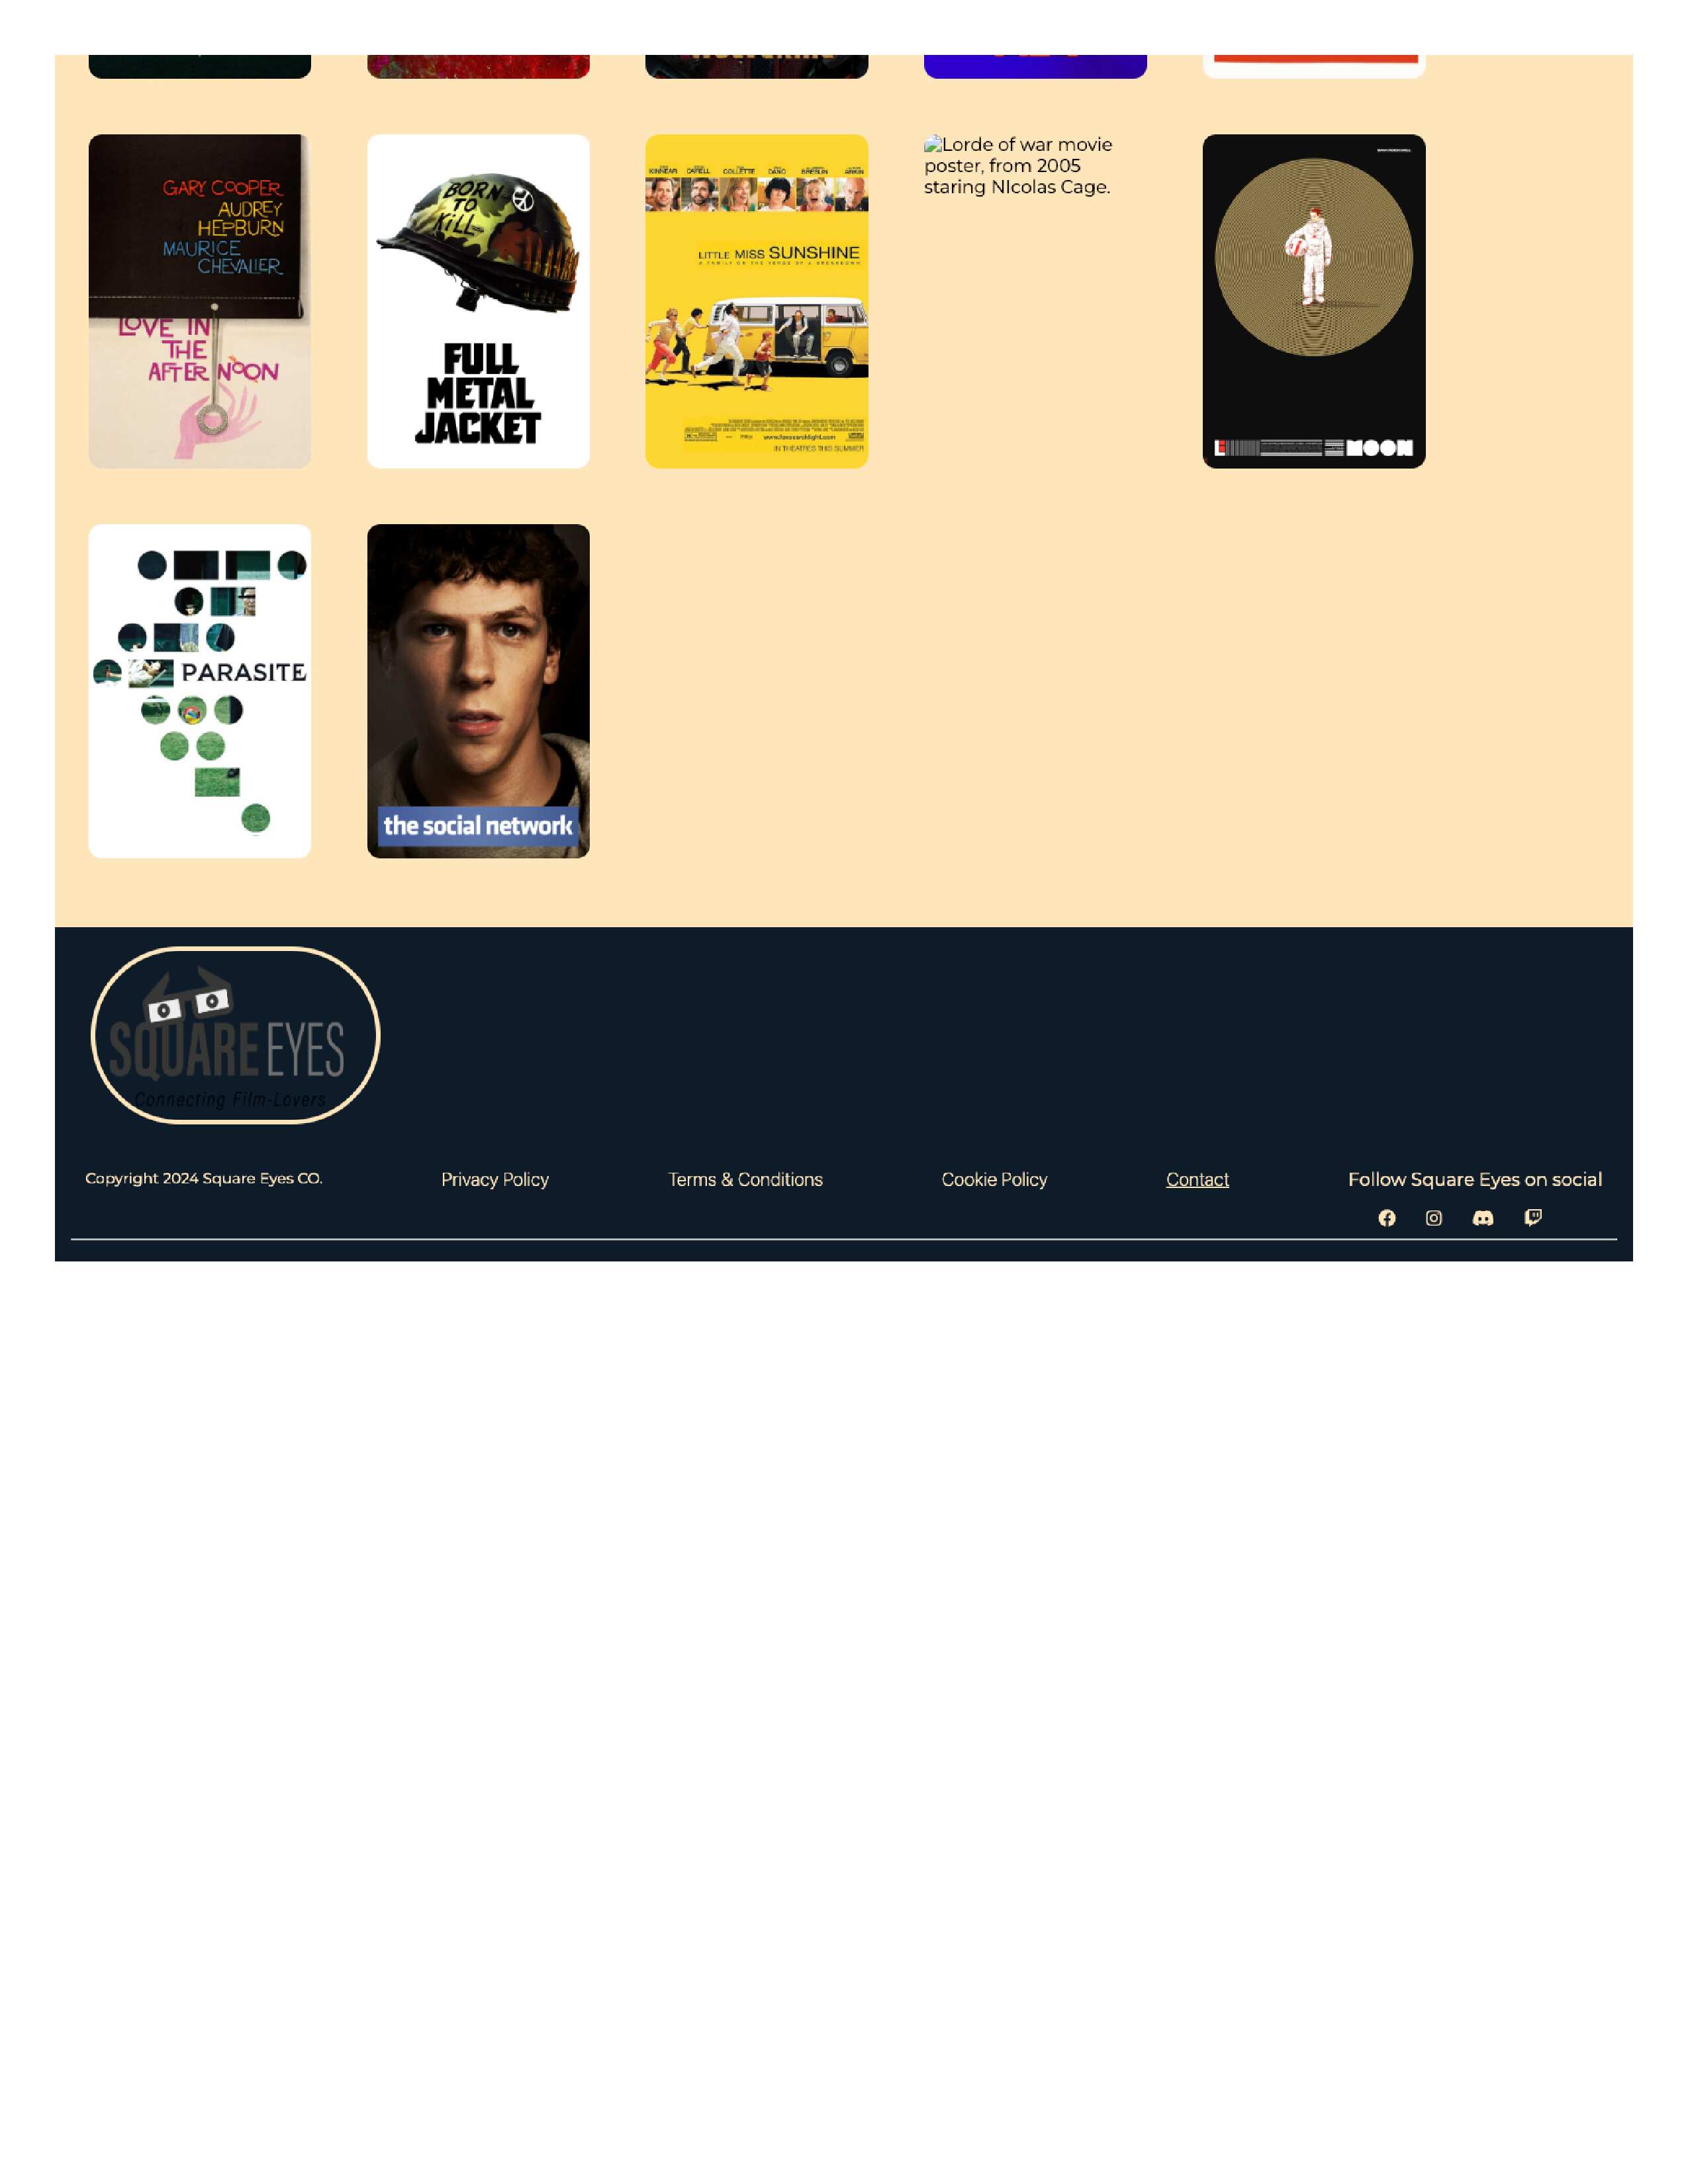 GARY COOPER
AUDREY
HEPBURN
MAURICE
CHEVALIER
LOVE IN
THE
AFTERNOON
BORN
TO
KILL
FULL
METAL
JACKET
KINNEAR CARELL COLLETTE DANO BRESLIN ARKIN
LITTLE MISS SUNSHINE
A FAMILY ON THE VERGE OF A BREAKDOWN
www.foxsearchlight.com
IN THEATRES THIS SUMMER
Lorde of war movie
poster, from 2005
staring NIcolas Cage.
MOON
PARASITE
the social network
SQUARE EYES
Connecting Film-Lovers
Copyright 2024 Square Eyes CO.
Privacy Policy
Terms & Conditions
Cookie Policy
Contact
Follow Square Eyes on social